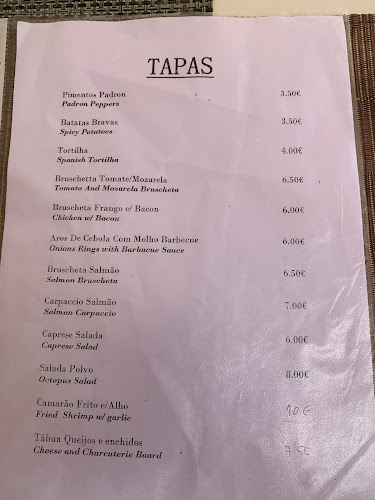 TAPAS
Pimentos Padron 3.50€
Padron Peppers
Batatas Bravas 3.50€
Spicy Potatoes
Tortilha 4.00€
Spanish Tortilha
Bruschetta Tomate/Mozarela 6.50€
Tomato And Mozarela Bruscheta
Bruscheta Frango c/ Bacon 6.00€
Chicken w/ Bacon
Aros De Cebola Com Molho Barbecue 6.00€
Onions Rings with Barbacue Sauce
Bruscheta Salmão 6.50€
Salmon Bruscheta
Carpaccio Salmão 7.00€
Salmon Carpaccio
Caprese Salada 6.00€
Caprese Salad
Salada Polvo 8.00€
Octopus Salad
Camarão Frito c/Alho 10€
Fried Shrimp w/ garlic
Tábua Queijos e enchidos
Cheese and Charcuterie Board